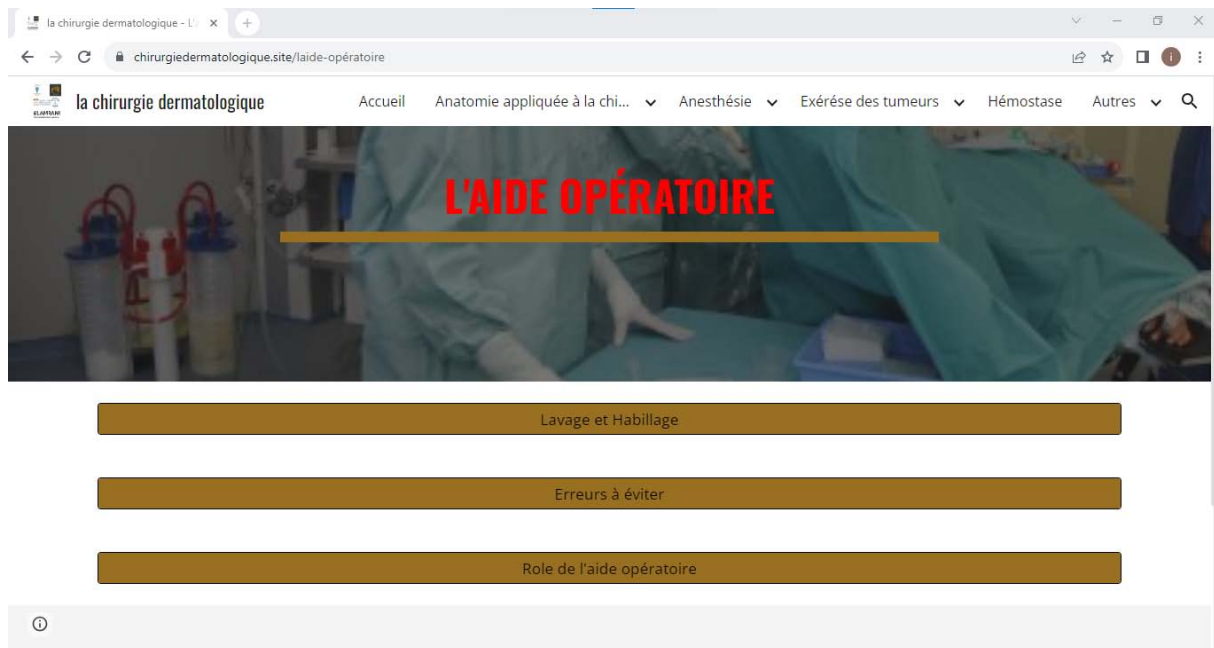 la chirurgie dermatologique - L'
chirurgiedermatologique.site/laide-opératoire
i
la chirurgie dermatologique
Accueil Anatomie appliquée à la chi... Anesthésie Exérése des tumeurs Hémostase Autres
L'AIDE OPÉRATOIRE
Lavage et Habillage
Erreurs à éviter
Role de l'aide opératoire